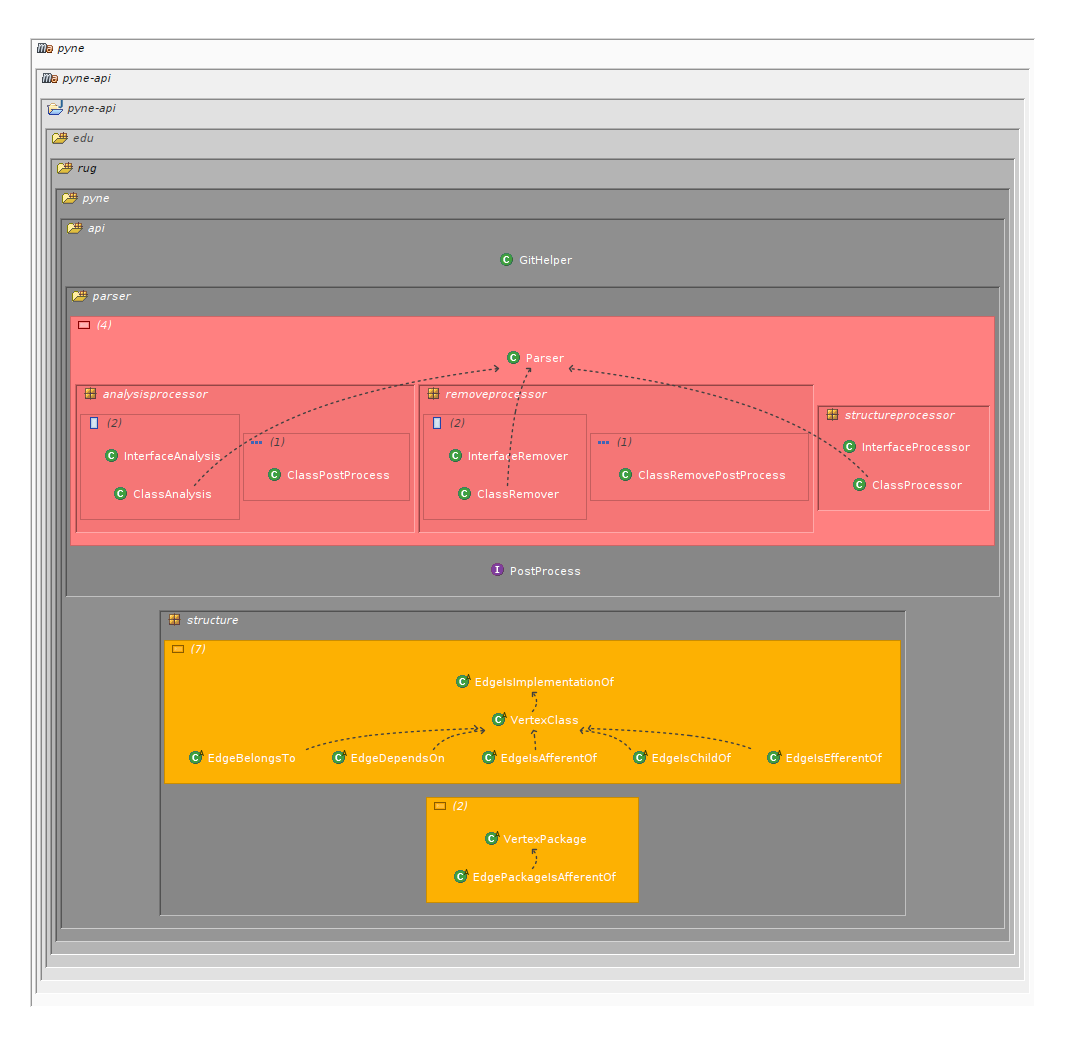 pyne
pyne-api
pyne-api
edu
rug
pyne
api
GitHelper
parser
(4)
Parser
analysisprocessor
removeprocessor
structureprocessor
(2)
(1)
(2)
(1)
InterfaceAnalysis
ClassPostProcess
InterfaceRemover
ClassRemovePostProcess
InterfaceProcessor
ClassAnalysis
ClassRemover
ClassProcessor
PostProcess
structure
(7)
EdgeIsImplementationOf
VertexClass
EdgeBelongsTo
EdgeDependsOn
EdgeIsAfferentOf
EdgeIsChildOf
EdgeIsEfferentOf
(2)
VertexPackage
EdgePackageIsAfferentOf